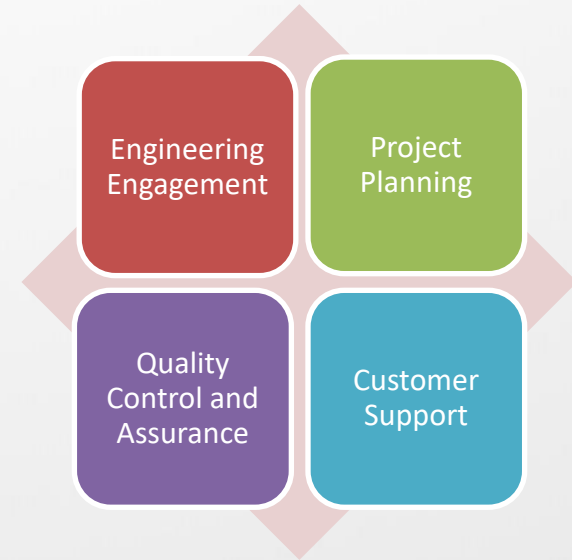 Engineering
Engagement
Project
Planning
Quality
Control and
Assurance
Customer
Support